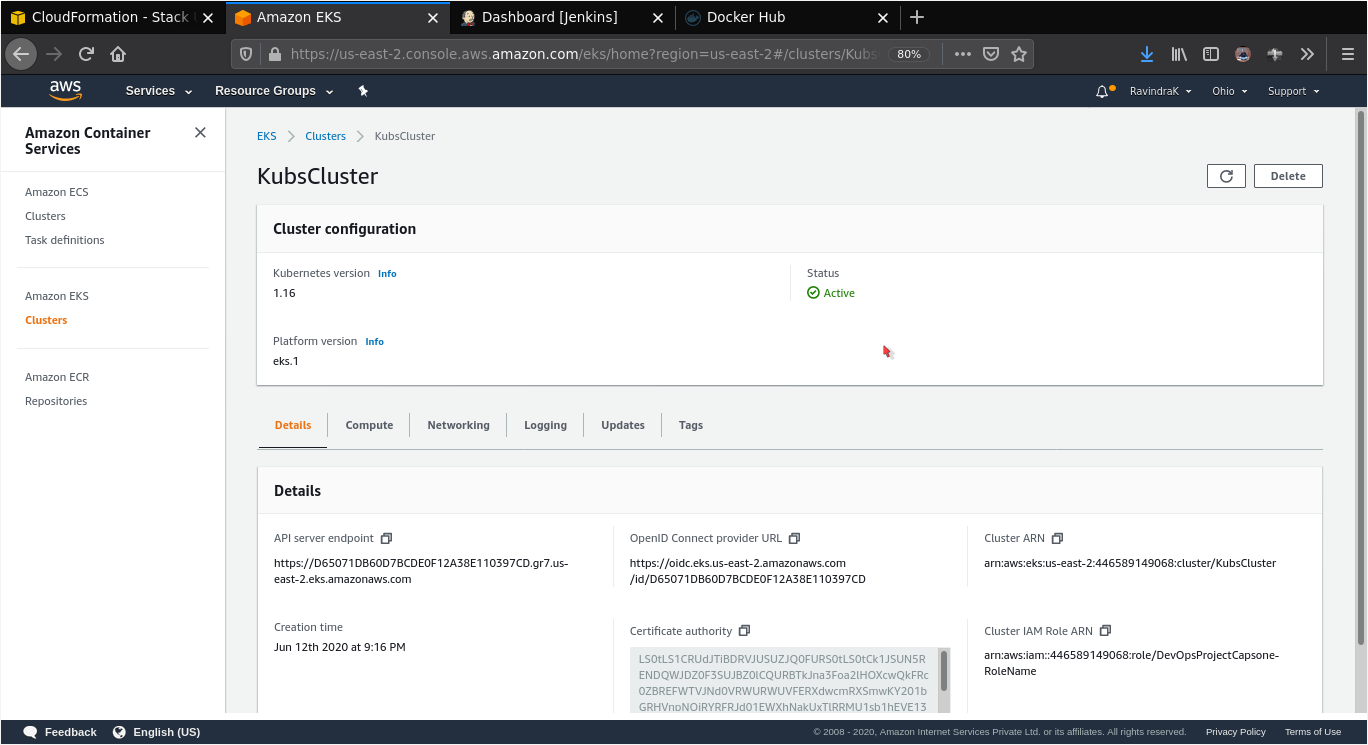 CloudFormation - Stack
Amazon EKS
Dashboard [Jenkins]
Docker Hub
https://us-east-2.console.aws.amazon.com/eks/home?region=us-east-2#/clusters/Kubs
80%
aws
Services
Resource Groups
RavindraK
Ohio
Support
Amazon Container
Services
Amazon ECS
Clusters
Task definitions
Amazon EKS
Clusters
Amazon ECR
Repositories
EKS
Clusters
KubsCluster
KubsCluster
Delete
Cluster configuration
Kubernetes version Info
1.16
Status
Active
Platform version Info
eks.1
Details
Compute
Networking
Logging
Updates
Tags
Details
API server endpoint
https://D65071DB60D7BCDE0F12A38E110397CD.gr7.us-
east-2.eks.amazonaws.com
OpenID Connect provider URL
https://oidc.eks.us-east-2.amazonaws.com
/id/D65071DB60D7BCDE0F12A38E110397CD
Cluster ARN
arn:aws:eks:us-east-2:446589149068:cluster/KubsCluster
Creation time
Jun 12th 2020 at 9:16 PM
Certificate authority
LS0tLS1CRUdJTiBDRVJUSUZJQ0FURS0tLS0tCk1JSUN5R
ENDQWJDZ0F3SUJBZ0lCQURBTkJna3Foa2lHOXcwQkFRc
0ZBREFWTVJNd0VRWURWUVFERXdwcmRXSmwKY201b
Cluster IAM Role ARN
arn:aws:iam::446589149068:role/DevOpsProjectCapsone-
RoleName
Feedback
English (US)
© 2008 - 2020, Amazon Internet Services Private Ltd. or its affiliates. All rights reserved.
Privacy Policy
Terms of Use